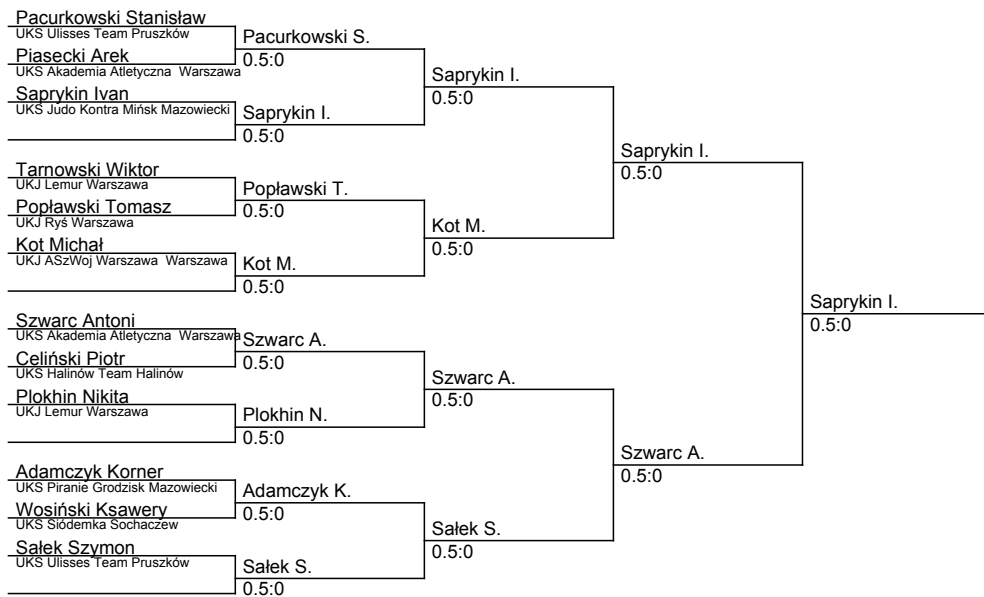 Pacurkowski Stanisław
UKS Ulisses Team Pruszków
Piasecki Arek
UKS Akademia Atletyczna  Warszawa
Saprykin Ivan
UKS Judo Kontra Mińsk Mazowiecki
Tarnowski Wiktor
UKJ Lemur Warszawa
Popławski Tomasz
UKJ Ryś Warszawa
Kot Michał
UKJ ASzWoj Warszawa  Warszawa
Szwarc Antoni
UKS Akademia Atletyczna  Warszawa
Celiński Piotr
UKS Halinów Team Halinów
Plokhin Nikita
UKJ Lemur Warszawa
Adamczyk Korner
UKS Piranie Grodzisk Mazowiecki
Wosiński Ksawery
UKS Siódemka Sochaczew
Sałek Szymon
UKS Ulisses Team Pruszków
Pacurkowski S.
0.5:0
Saprykin I.
0.5:0
Popławski T.
0.5:0
Kot M.
0.5:0
Szwarc A.
0.5:0
Plokhin N.
0.5:0
Adamczyk K.
0.5:0
Sałek S.
0.5:0
Saprykin I.
0.5:0
Kot M.
0.5:0
Szwarc A.
0.5:0
Sałek S.
0.5:0
Saprykin I.
0.5:0
Szwarc A.
0.5:0
Saprykin I.
0.5:0